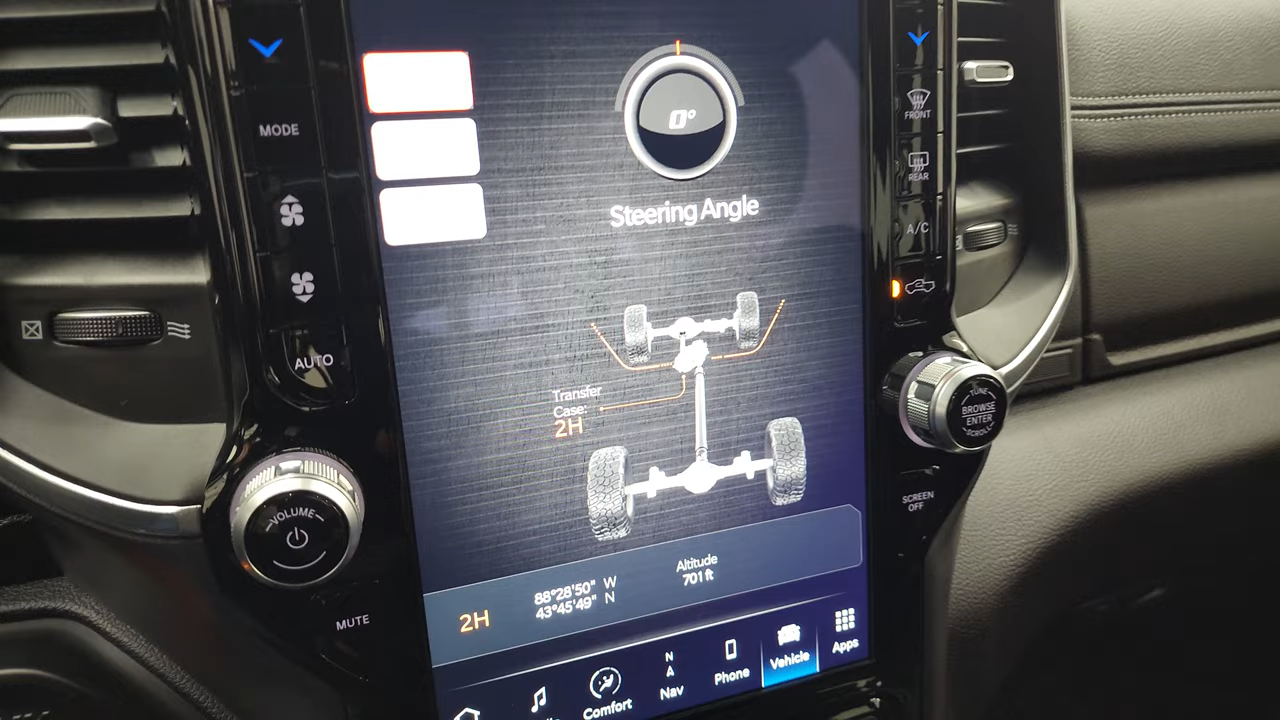 MODE
AUTO
VOLUME
MUTE
0°
Steering Angle
Transfer
Case:
2H
2H
88°28'50" W
43°45'49" N
Altitude
701 ft
Comfort
N
A
Nav
Phone
Vehicle
Apps
FRONT
REAR
A/C
TUNE
BROWSE
ENTER
SCROLL
SCREEN
OFF